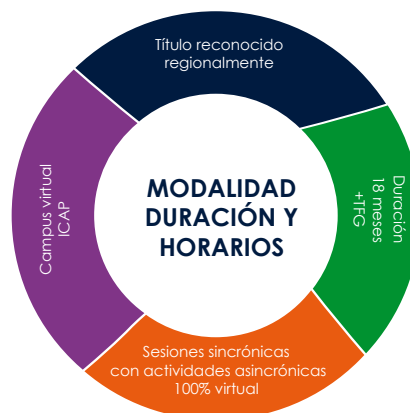 Título reconocido
regionalmente
Campus virtual
ICAP
MODALIDAD
DURACIÓN Y
HORARIOS
Duración
18 meses
+TFG
Sesiones sincrónicas
con actividades asincrónicas
100% virtual